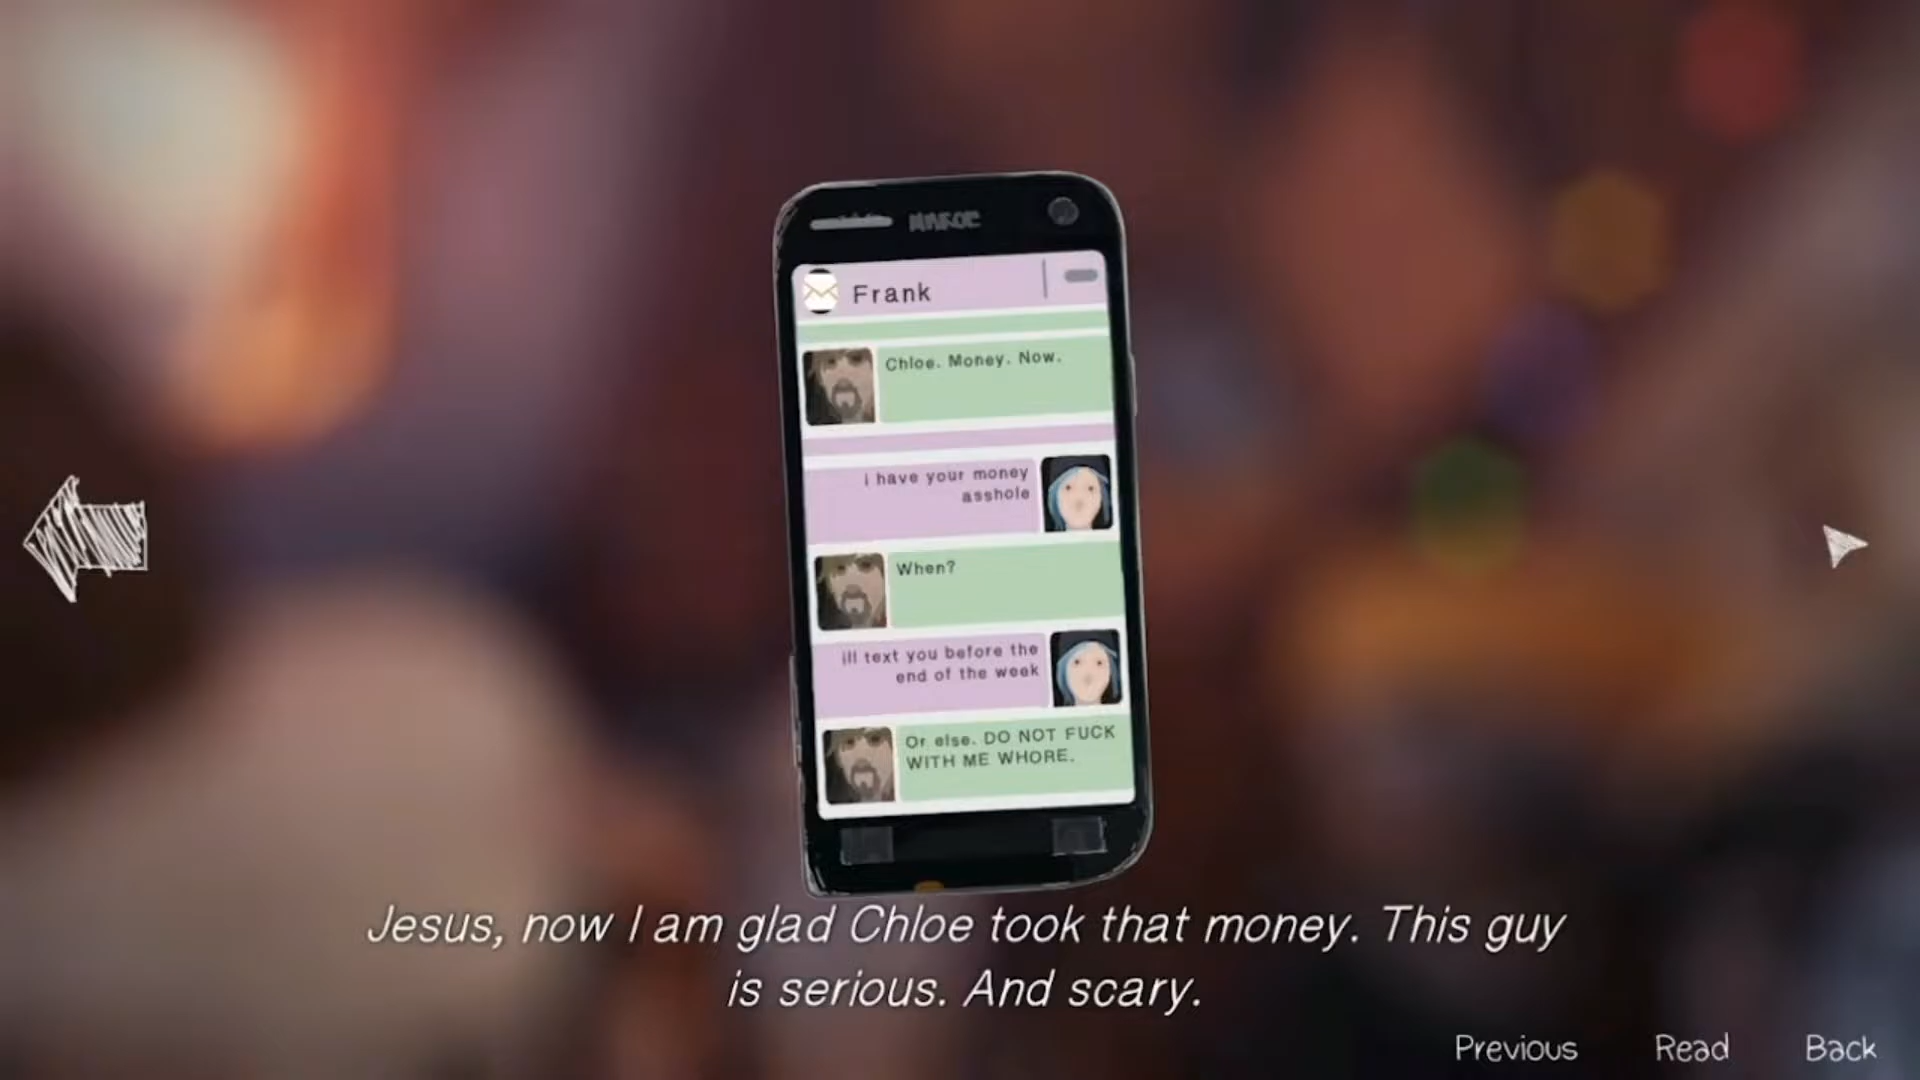 Frank
Chloe. Money. Now.
i have your money
asshole
When?
ill text you before the
end of the week
Or else. DO NOT FUCK
WITH ME WHORE.
Jesus, now I am glad Chloe took that money. This guy
is serious. And scary.
Previous Read Back